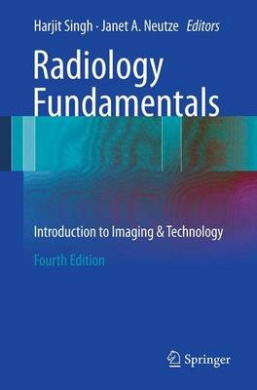 Harjit Singh · Janet A. Neutze Editors
Radiology
Fundamentals
Introduction to Imaging & Technology
Fourth Edition
Springer